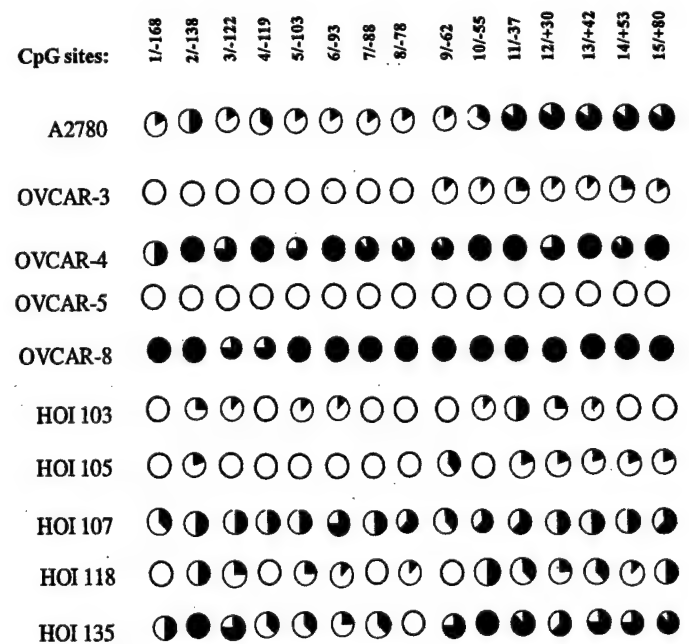 CpG sites: 1/-168 2/-138 3/-122 4/-119 5/-103 6/-93 7/-88 8/-78 9/-62 10/-55 11/-37 12/+30 13/+42 14/+53 15/+80
A2780
OVCAR-3
OVCAR-4
OVCAR-5
OVCAR-8
HOI 103
HOI 105
HOI 107
HOI 118
HOI 135